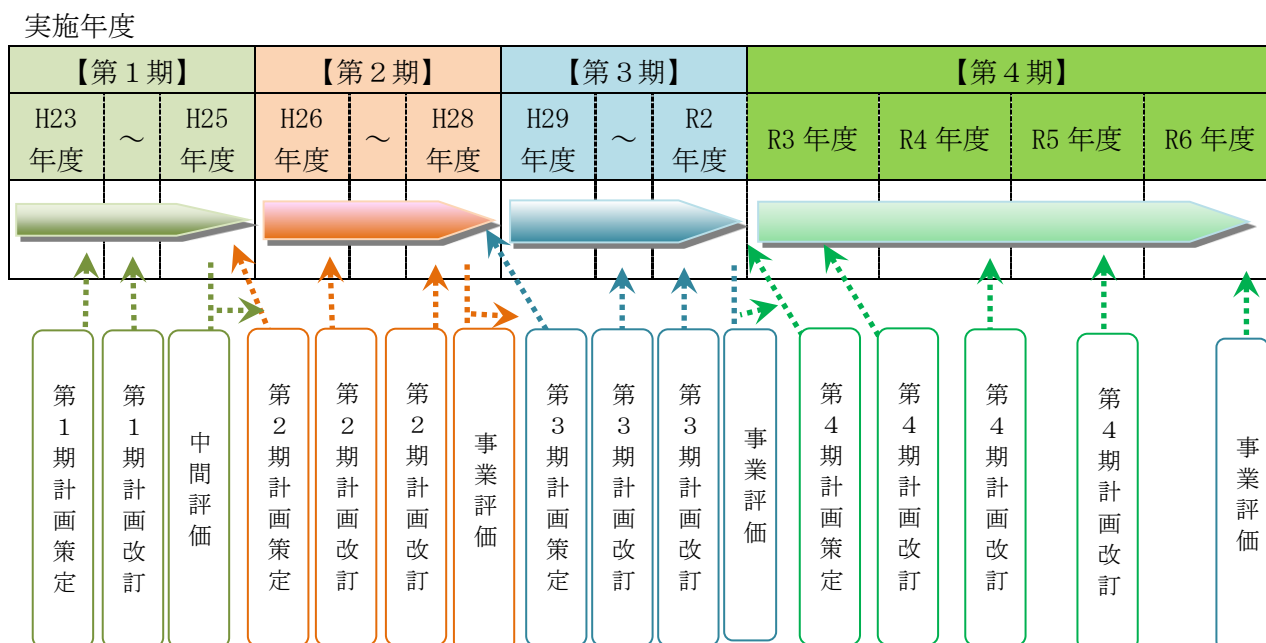 実施年度
【第1期】
【第2期】
【第3期】
【第4期】
H23
年度
～
H25
年度
H26
年度
～
H28
年度
H29
年度
～
R2
年度
R3 年度
R4 年度
R5 年度
R6 年度
第1期計画策定
第1期計画改訂
中間評価
第2期計画策定
第2期計画改訂
第2期計画改訂
事業評価
第3期計画策定
第3期計画改訂
第3期計画改訂
事業評価
第4期計画策定
第4期計画改訂
第4期計画改訂
第4期計画改訂
事業評価